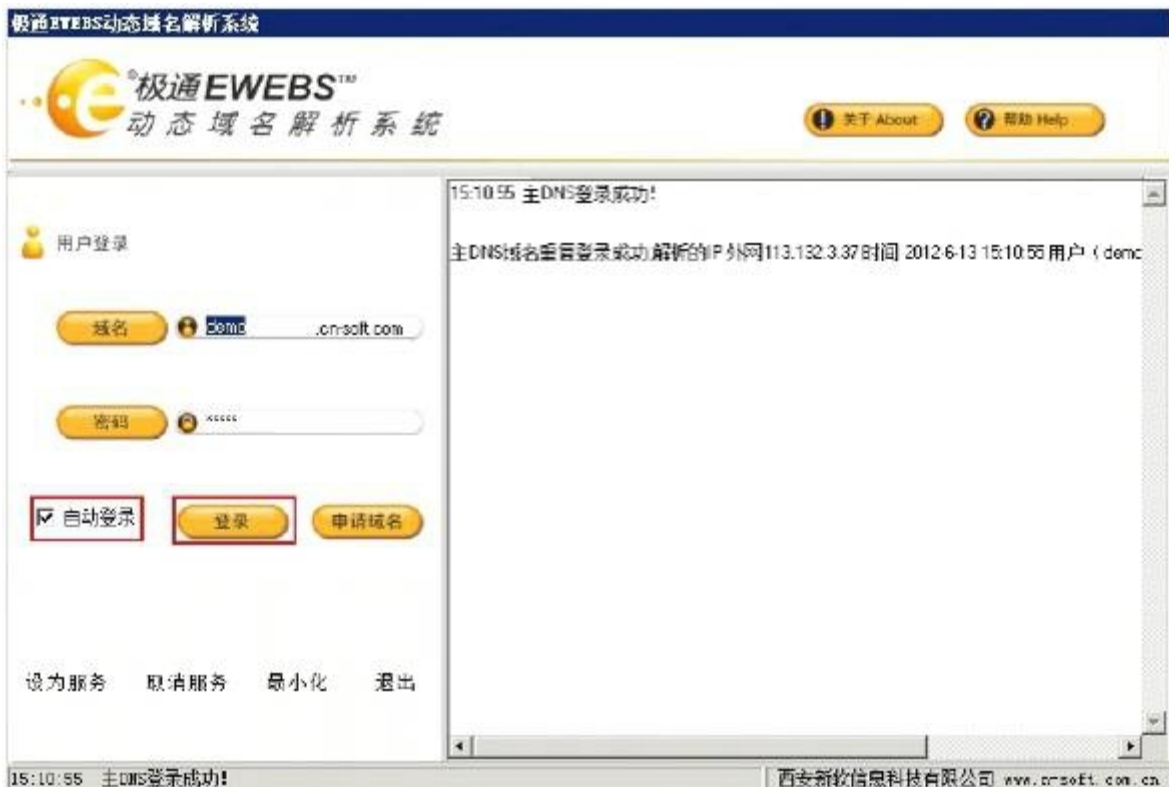 极通EWEBS动态域名解析系统
极通EWEBS™
动态域名解析系统
关于 About
帮助 Help
15:10:55 主DNS登录成功!
用户登录
主DNS域名重复登录成功,解析的IP 外网113.132.3.37 时间 2012-6-13 15:10:55 用户 ( demo
域名
demo
.cn-soft.com
密码
*****
自动登录
登录
申请域名
设为服务 取消服务 最小化 退出
15:10:55 主DNS登录成功!
西安新软信息科技有限公司 www.n-soft.com.cn